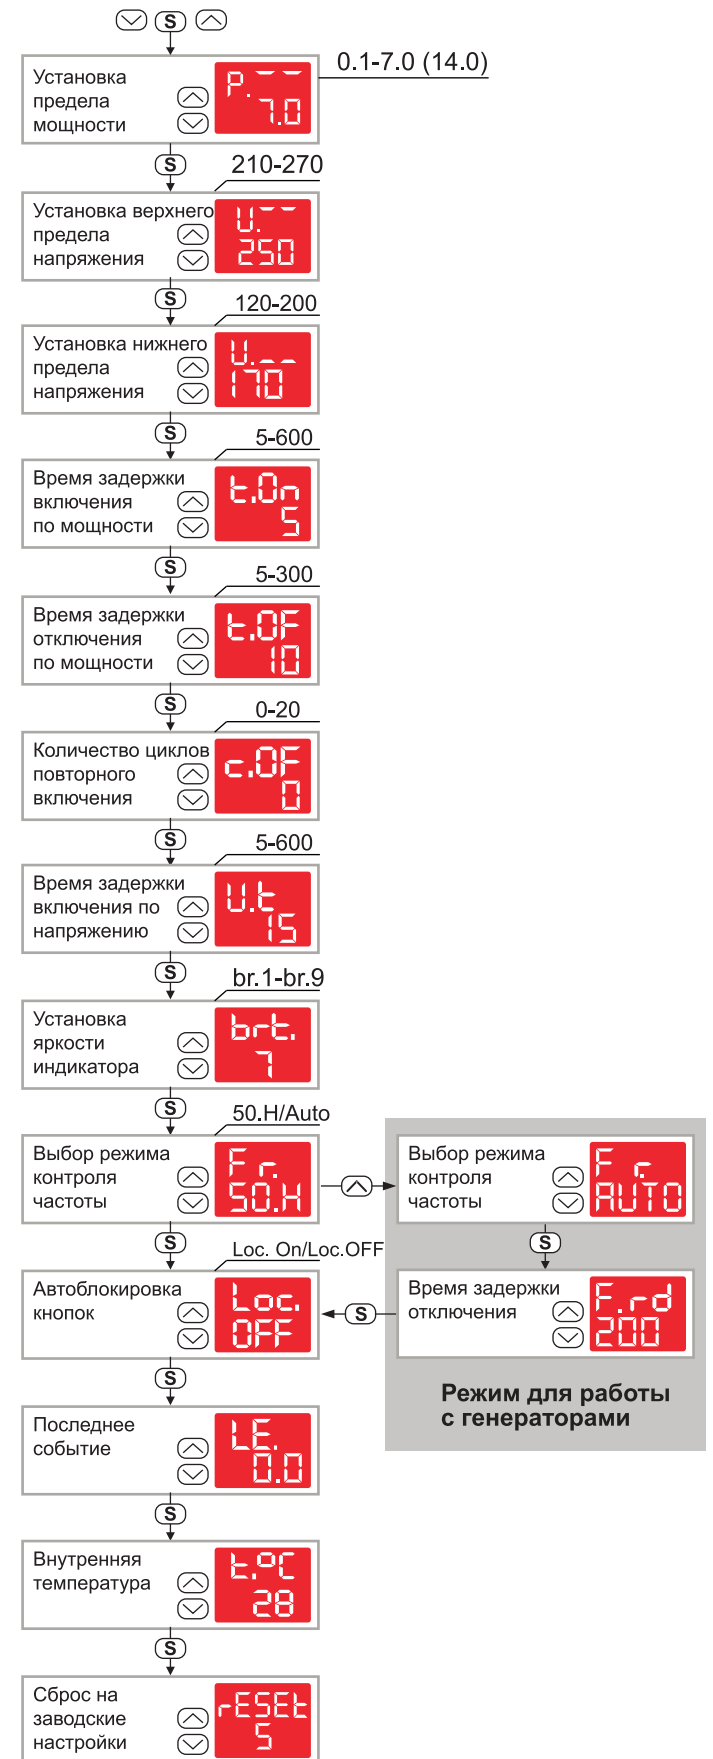 S
Установка
предела
мощности
P.
7.0
0.1-7.0 (14.0)
S
210-270
Установка верхнего
предела
напряжения
U.
250
S
120-200
Установка нижнего
предела
напряжения
U.
170
S
5-600
Время задержки
включения
по мощности
t.On
5
S
5-300
Время задержки
отключения
по мощности
t.OF
10
S
0-20
Количество циклов
повторного
включения
c.OF
0
S
5-600
Время задержки
включения по
напряжению
U.t
15
S
br.1-br.9
Установка
яркости
индикатора
brt.
7
S
50.H/Auto
Выбор режима
контроля
частоты
Fr.
50.H
Выбор режима
контроля
частоты
Fr.
AUTO
S
Время задержки
отключения
F.rd
200
S
Режим для работы
с генераторами
S
Loc. On/Loc.OFF
Автоблокировка
кнопок
Loc.
OFF
S
Последнее
событие
LE.
0.0
S
Внутренняя
температура
t.°C
28
S
Сброс на
заводские
настройки
rESEt
5